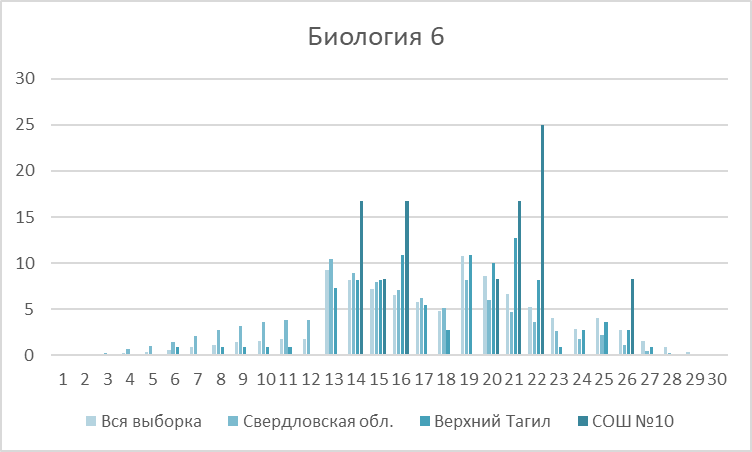 Биология 6
30
25
20
15
10
5
0
1 2 3 4 5 6 7 8 9 10 11 12 13 14 15 16 17 18 19 20 21 22 23 24 25 26 27 28 29 30
Вся выборка Свердловская обл. Верхний Тагил СОШ №10